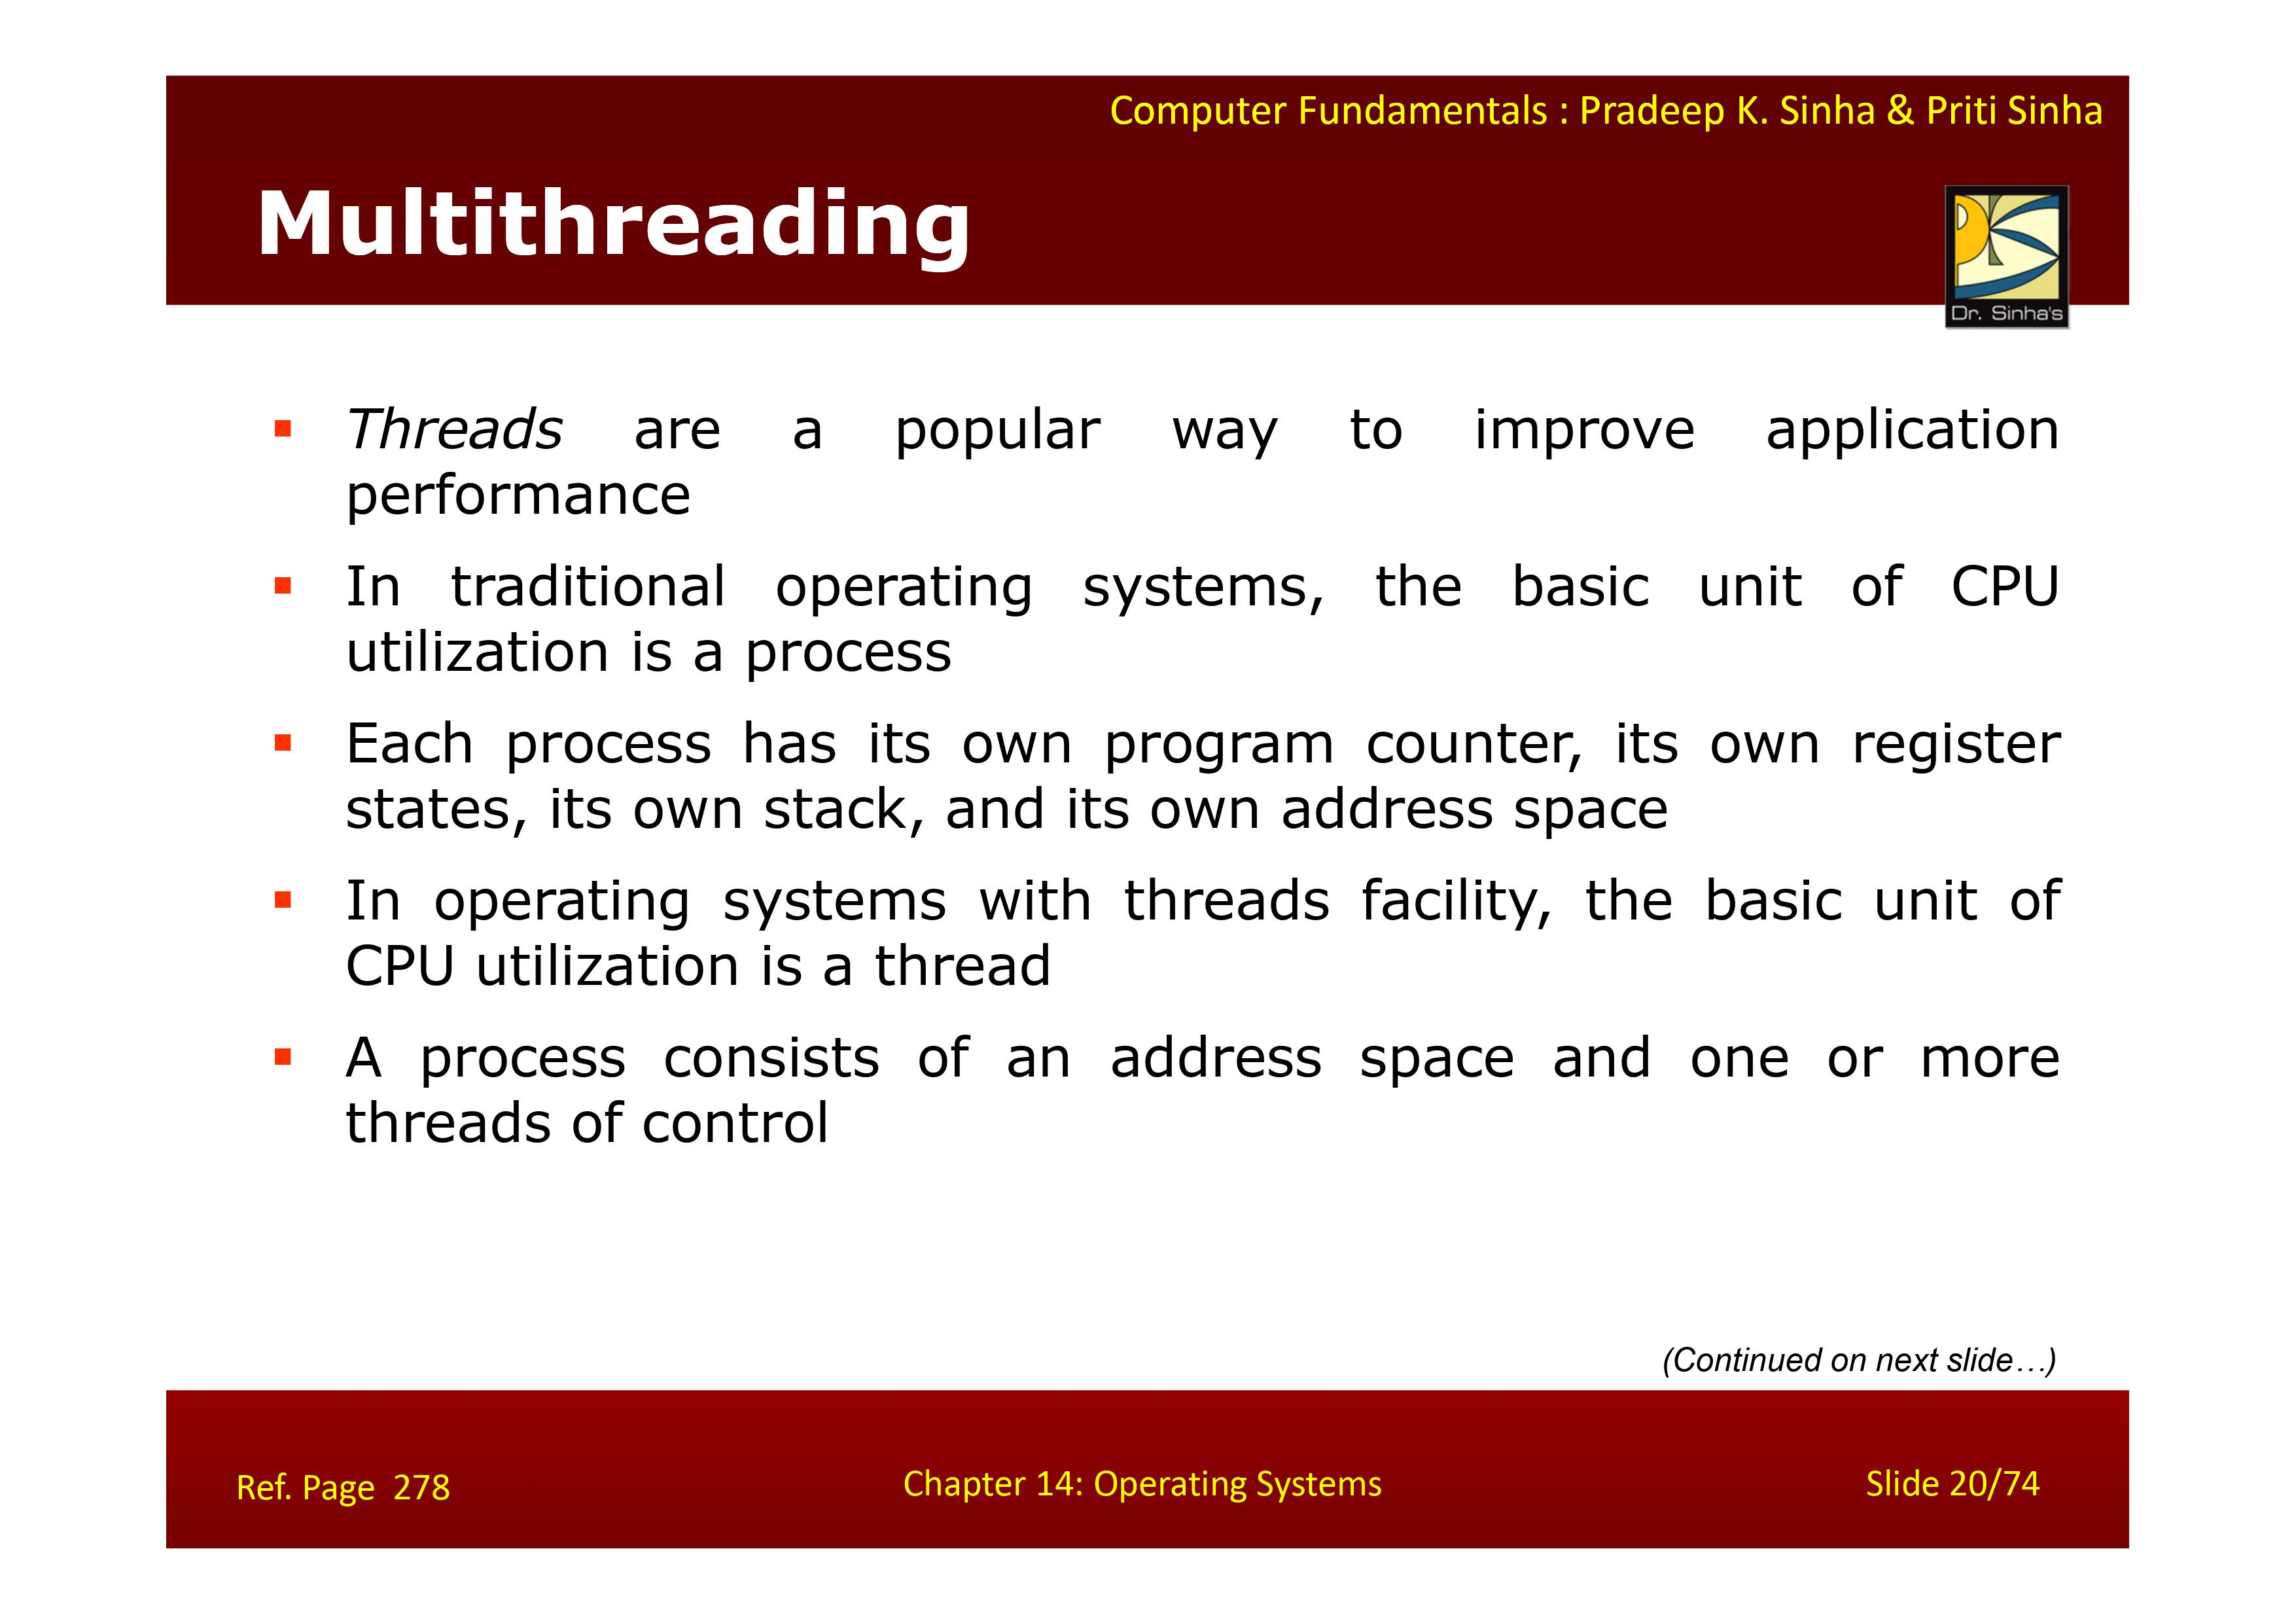 Computer Fundamentals : Pradeep K. Sinha & Priti Sinha
Multithreading
Dr. Sinha's
▪ Threads are a popular way to improve application
performance
▪ In traditional operating systems, the basic unit of CPU
utilization is a process
▪ Each process has its own program counter, its own register
states, its own stack, and its own address space
▪ In operating systems with threads facility, the basic unit of
CPU utilization is a thread
▪ A process consists of an address space and one or more
threads of control
(Continued on next slide…)
Ref. Page 278
Chapter 14: Operating Systems
Slide 20/74